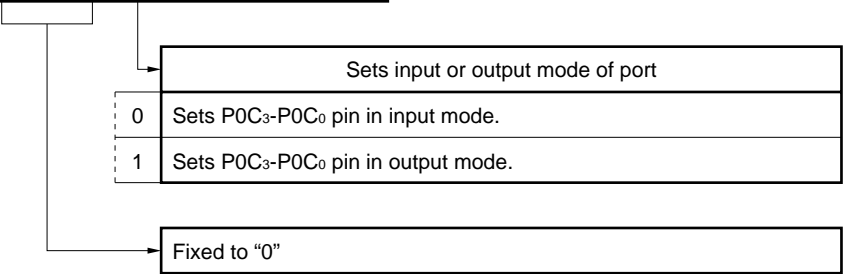 Sets input or output mode of port
0 Sets P0C₃-P0C₀ pin in input mode.
1 Sets P0C₃-P0C₀ pin in output mode.
Fixed to “0”